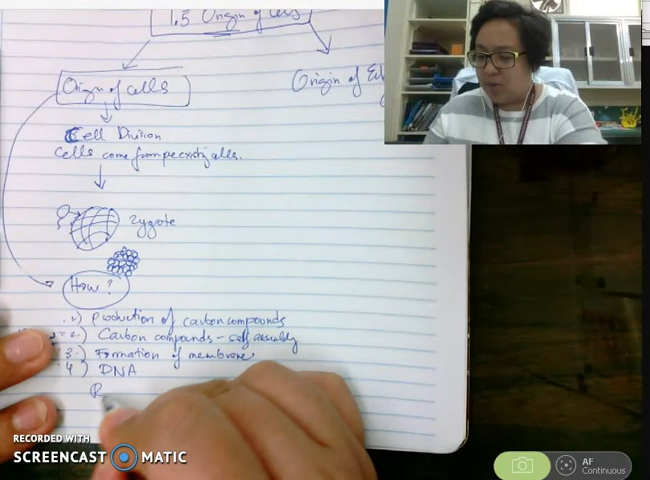 1.5 Origin of cells
Origin of cells
Origin of
Cell Division
Cells come from preexisting cells.
Zygote
How?
1) Production of carbon compounds
2) Carbon compounds - self assembly
3) Formation of membrane
4) DNA
RECORDED WITH
SCREENCAST MATIC
AF
Continuous